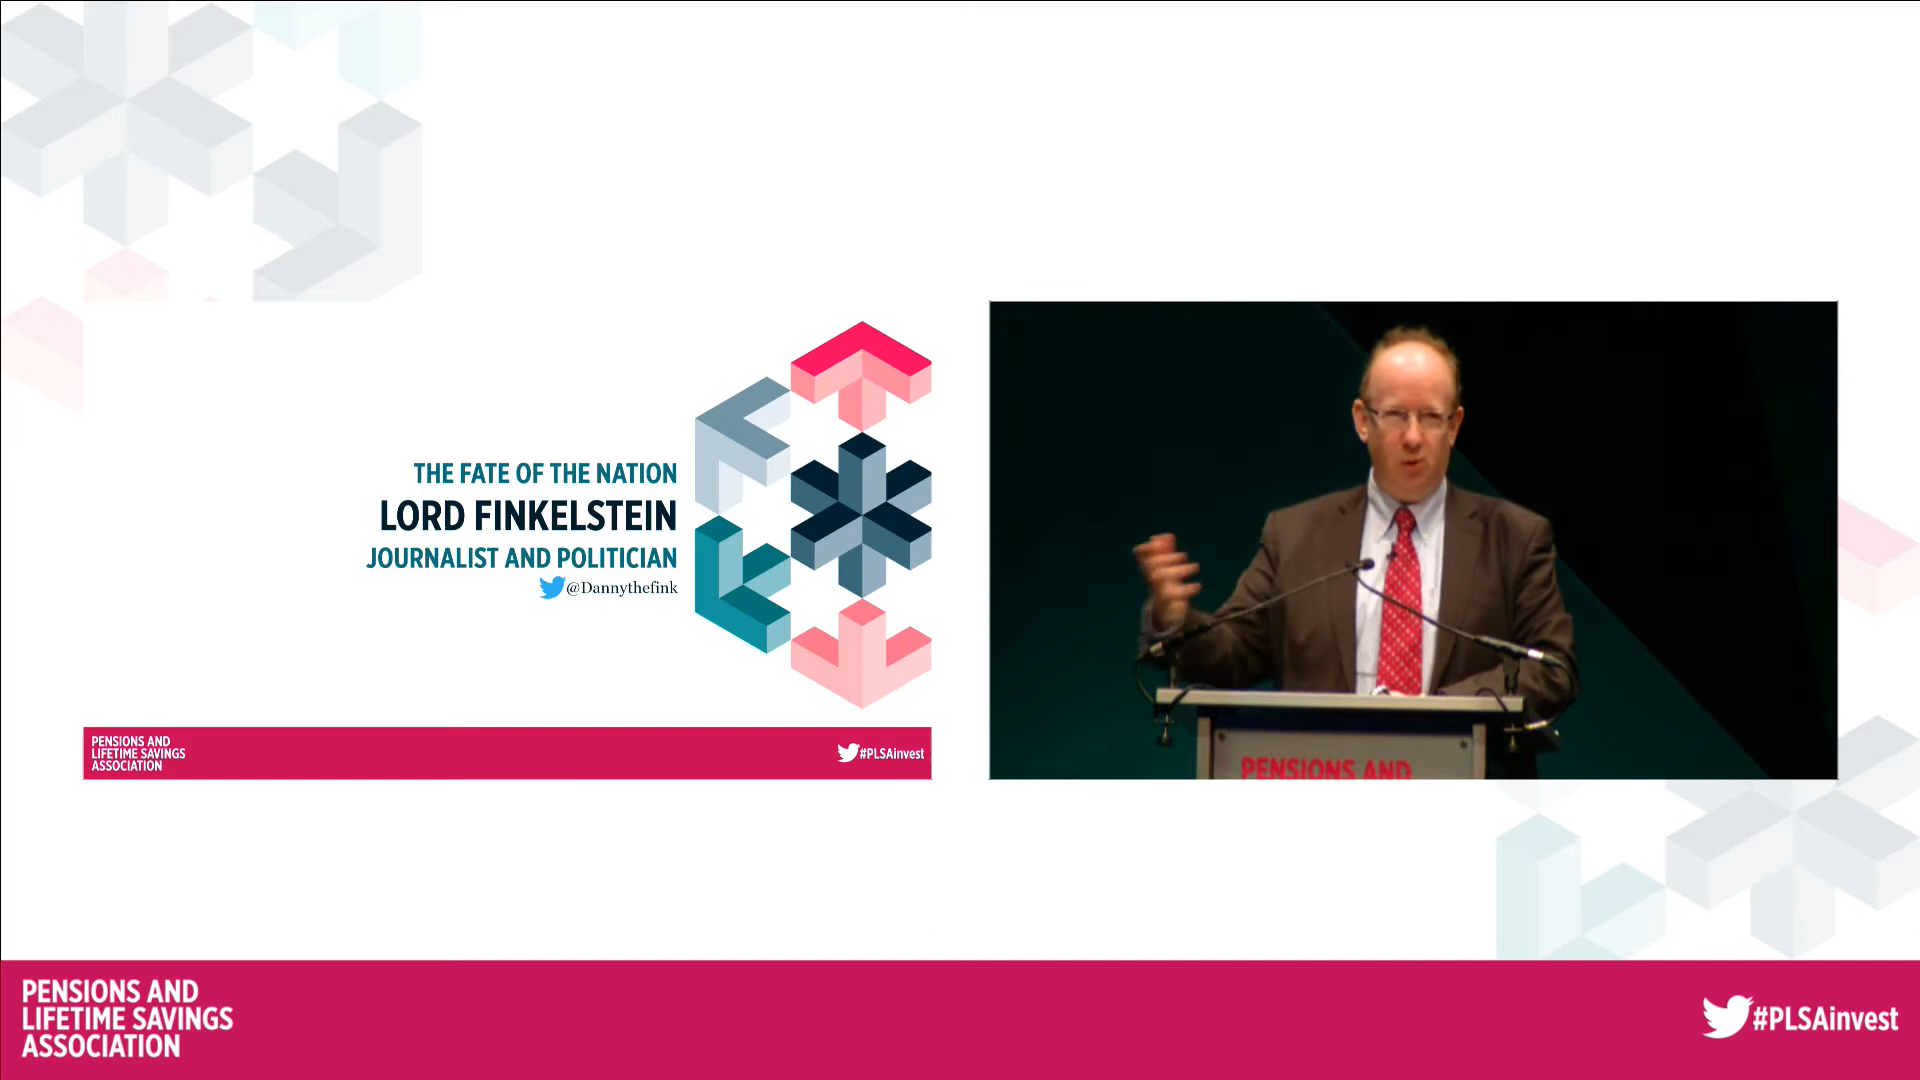 THE FATE OF THE NATION
LORD FINKELSTEIN
JOURNALIST AND POLITICIAN
@Dannythefink
PENSIONS AND
LIFETIME SAVINGS
ASSOCIATION
#PLSAinvest
PENSIONS AND
PENSIONS AND
LIFETIME SAVINGS
ASSOCIATION
#PLSAinvest